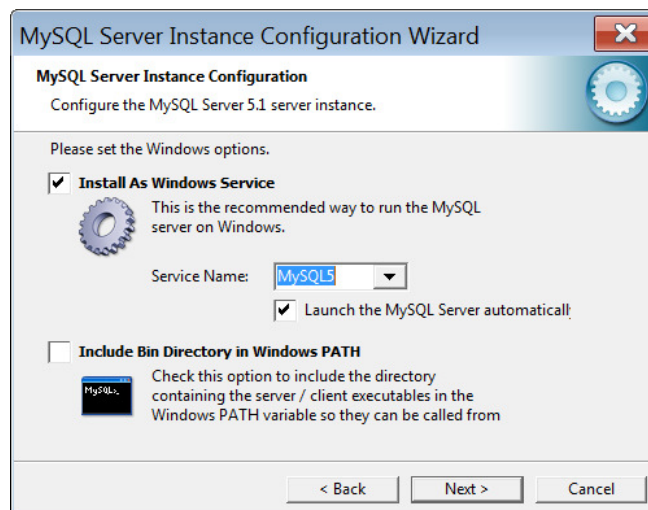 MySQL Server Instance Configuration Wizard
MySQL Server Instance Configuration
Configure the MySQL Server 5.1 server instance.
Please set the Windows options.
Install As Windows Service
This is the recommended way to run the MySQL
server on Windows.
Service Name: MySQL5
Launch the MySQL Server automaticall
Include Bin Directory in Windows PATH
MySQL>_
Check this option to include the directory
containing the server / client executables in the
Windows PATH variable so they can be called from
< Back Next > Cancel